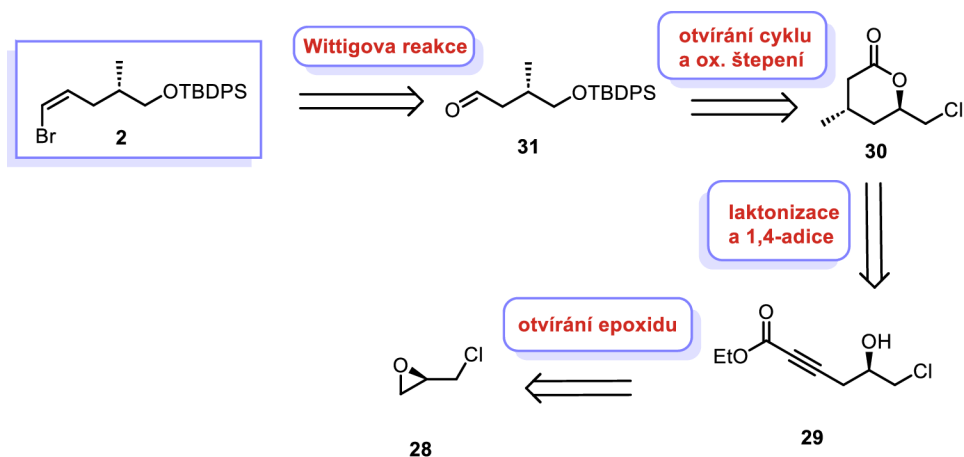 Wittigova reakce
otvírání cyklu
a ox. štepení
OTBDPS
Br
2
O
OTBDPS
31
O
O
Cl
30
laktonizace
a 1,4-adice
otvírání epoxidu
O
Cl
28
O
EtO
OH
Cl
29